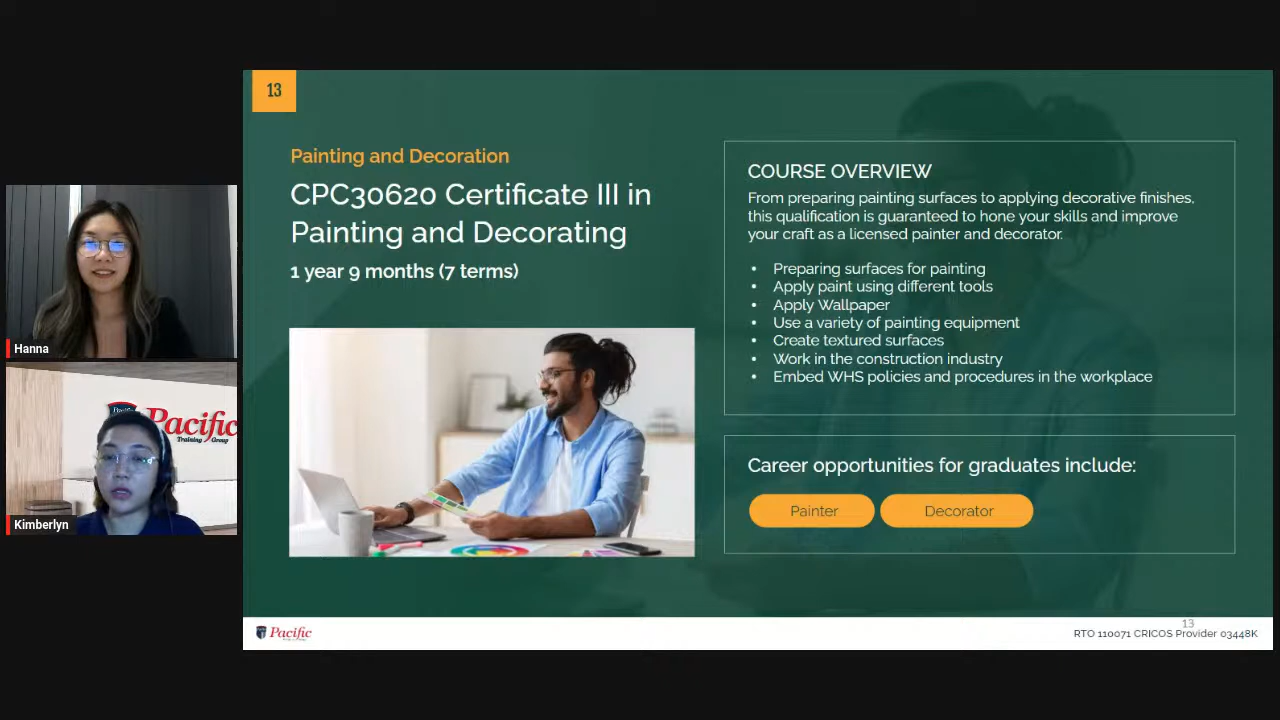 13
Painting and Decoration
CPC30620 Certificate III in
Painting and Decorating
1 year 9 months (7 terms)
COURSE OVERVIEW
From preparing painting surfaces to applying decorative finishes,
this qualification is guaranteed to hone your skills and improve
your craft as a licensed painter and decorator.
• Preparing surfaces for painting
• Apply paint using different tools
• Apply Wallpaper
• Use a variety of painting equipment
• Create textured surfaces
• Work in the construction industry
• Embed WHS policies and procedures in the workplace
Career opportunities for graduates include:
Painter
Decorator
Hanna
Pacific
Training Group
Kimberlyn
Pacific
13
RTO 110071 CRICOS Provider 03448K